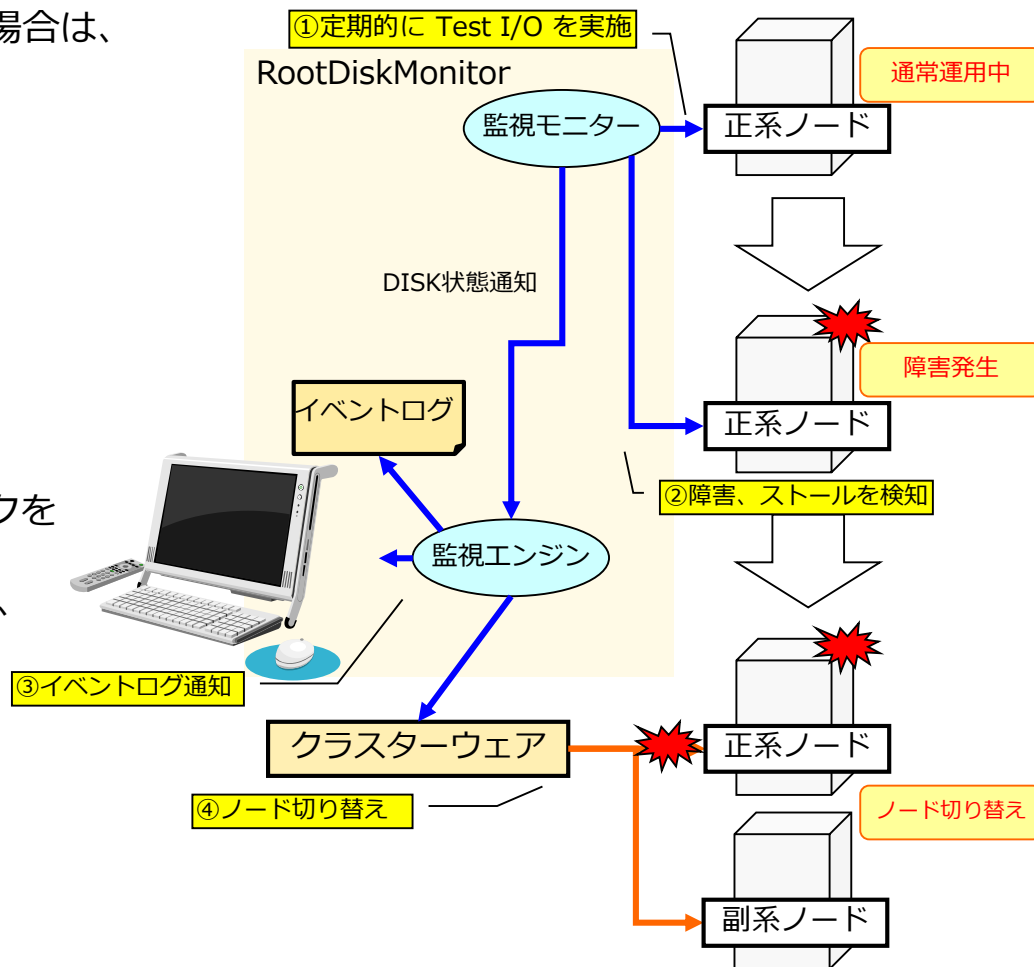 場合は、
①定期的に Test I/O を実施
RootDiskMonitor
監視モニター
正系ノード
通常運用中
DISK状態通知
障害発生
イベントログ
正系ノード
②障害、ストールを検知
クを
監視エンジン
、
③イベントログ通知
クラスターウェア
正系ノード
④ノード切り替え
ノード切り替え
副系ノード